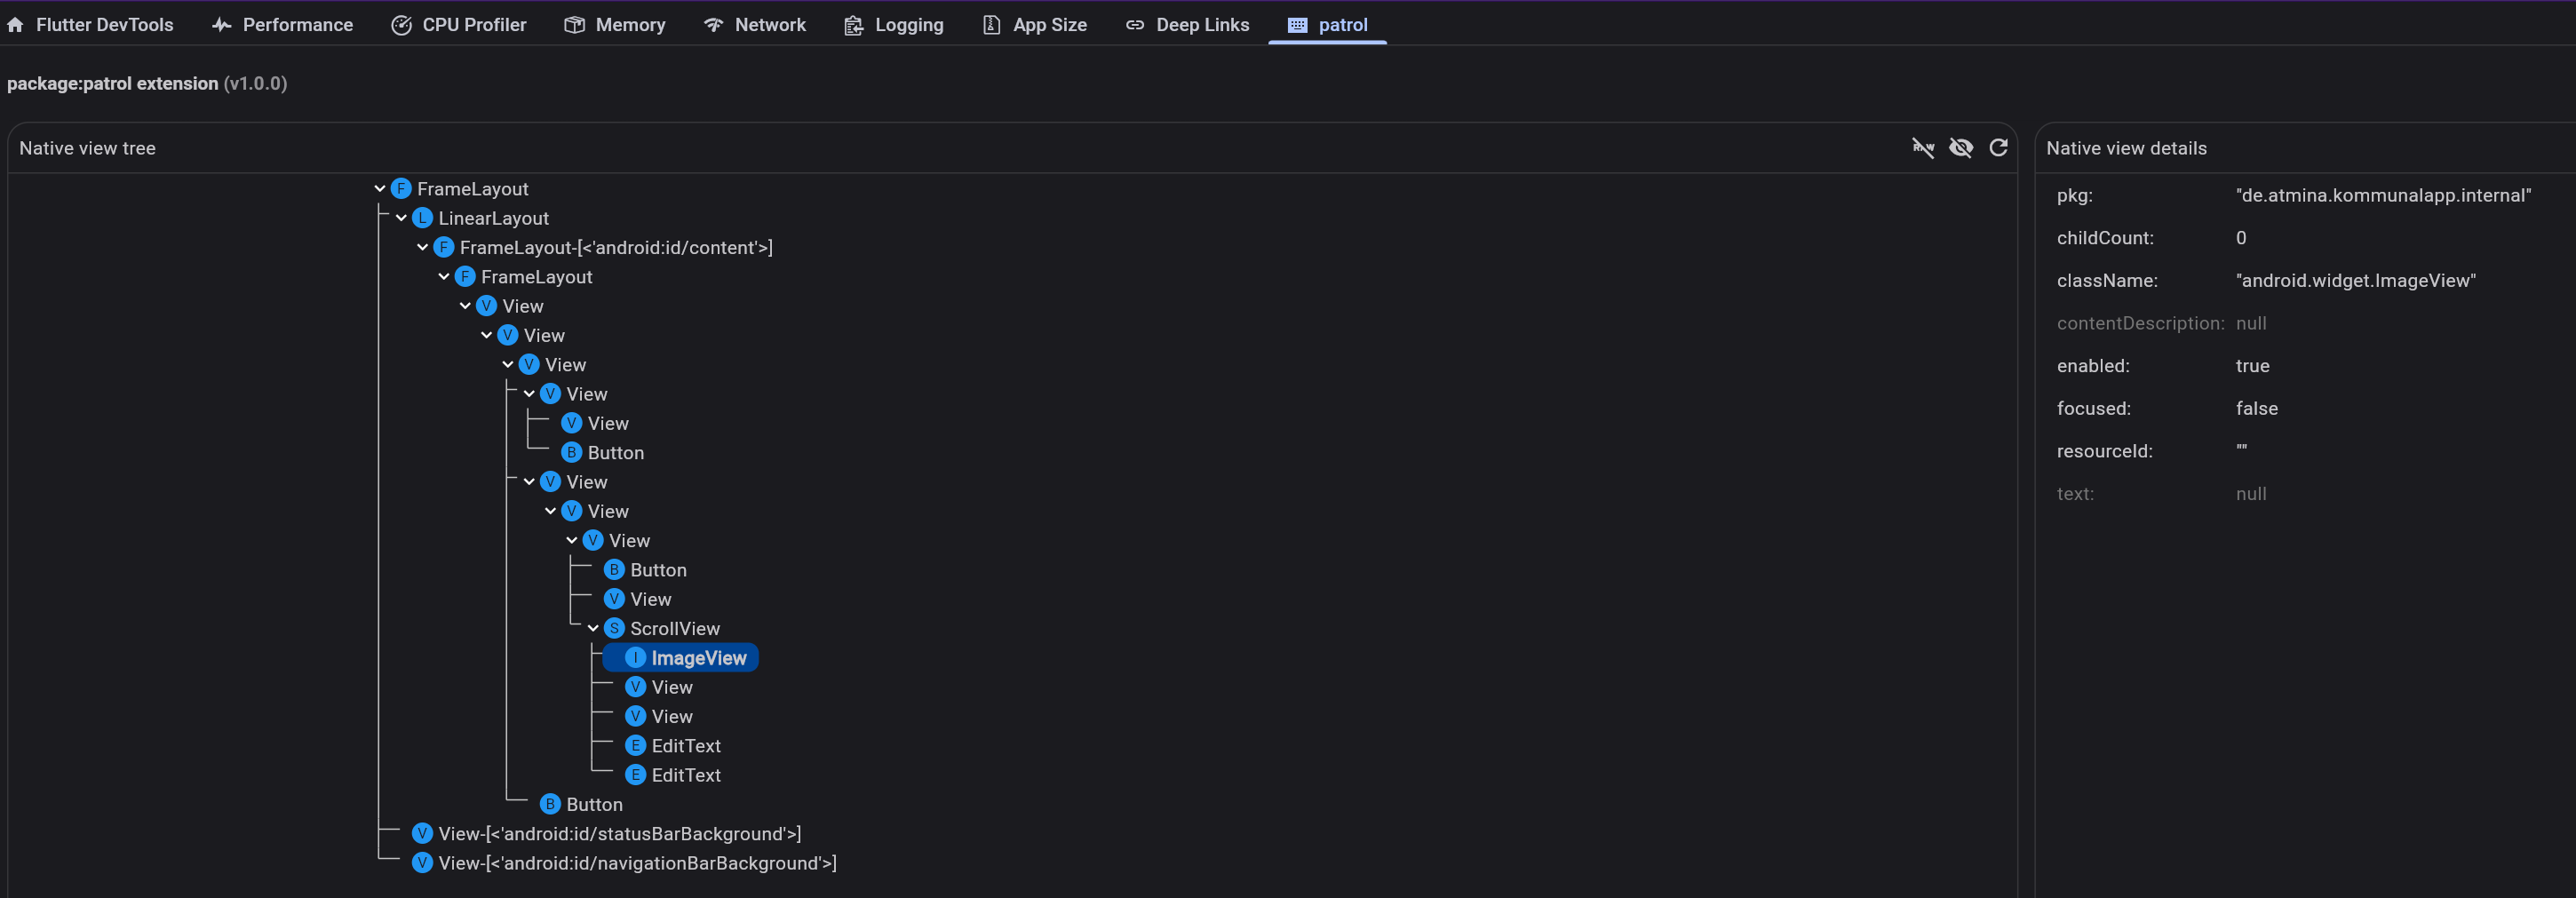 Flutter DevTools Performance CPU Profiler Memory Network Logging App Size Deep Links patrol
package:patrol extension (v1.0.0)
Native view tree
F FrameLayout
L LinearLayout
F FrameLayout-[<'android:id/content'>]
F FrameLayout
V View
V View
V View
V View
V View
B Button
V View
V View
V View
B Button
V View
S ScrollView
I ImageView
V View
V View
E EditText
E EditText
B Button
V View-[<'android:id/statusBarBackground'>]
V View-[<'android:id/navigationBarBackground'>]
Native view details
pkg: "de.atmina.kommunalapp.internal"
childCount: 0
className: "android.widget.ImageView"
contentDescription: null
enabled: true
focused: false
resourceId: ""
text: null